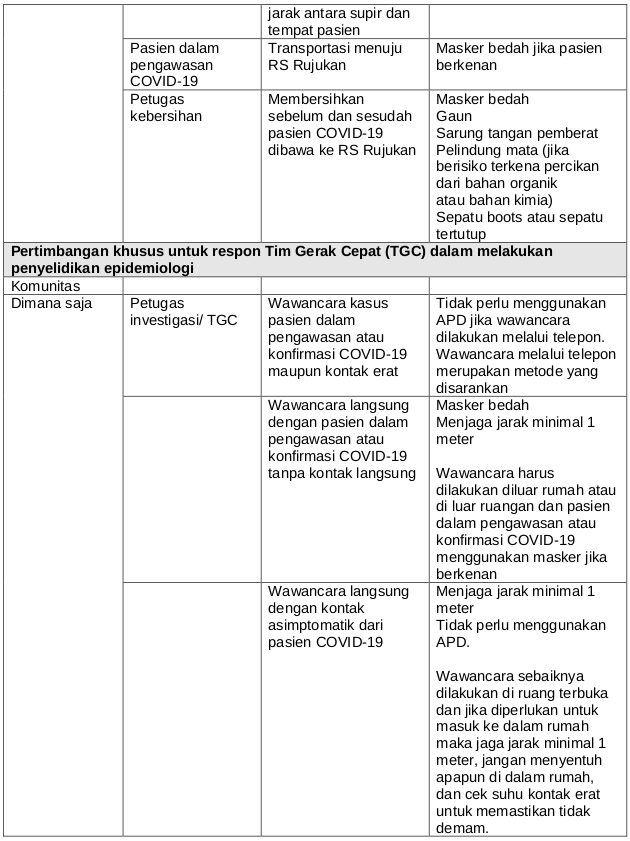 jarak antara supir dan
tempat pasien
Pasien dalam
pengawasan
COVID-19
Transportasi menuju
RS Rujukan
Masker bedah jika pasien
berkenan
Petugas
kebersihan
Membersihkan
sebelum dan sesudah
pasien COVID-19
dibawa ke RS Rujukan
Masker bedah
Gaun
Sarung tangan pemberat
Pelindung mata (jika
berisiko terkena percikan
dari bahan organik
atau bahan kimia)
Sepatu boots atau sepatu
tertutup
Pertimbangan khusus untuk respon Tim Gerak Cepat (TGC) dalam melakukan
penyelidikan epidemiologi
Komunitas
Dimana saja
Petugas
investigasi/ TGC
Wawancara kasus
pasien dalam
pengawasan atau
konfirmasi COVID-19
maupun kontak erat
Tidak perlu menggunakan
APD jika wawancara
dilakukan melalui telepon.
Wawancara melalui telepon
merupakan metode yang
disarankan
Wawancara langsung
dengan pasien dalam
pengawasan atau
konfirmasi COVID-19
tanpa kontak langsung
Masker bedah
Menjaga jarak minimal 1
meter
Wawancara harus
dilakukan diluar rumah atau
di luar ruangan dan pasien
dalam pengawasan atau
konfirmasi COVID-19
menggunakan masker jika
berkenan
Wawancara langsung
dengan kontak
asimptomatik dari
pasien COVID-19
Menjaga jarak minimal 1
meter
Tidak perlu menggunakan
APD.
Wawancara sebaiknya
dilakukan di ruang terbuka
dan jika diperlukan untuk
masuk ke dalam rumah
maka jaga jarak minimal 1
meter, jangan menyentuh
apapun di dalam rumah,
dan cek suhu kontak erat
untuk memastikan tidak
demam.